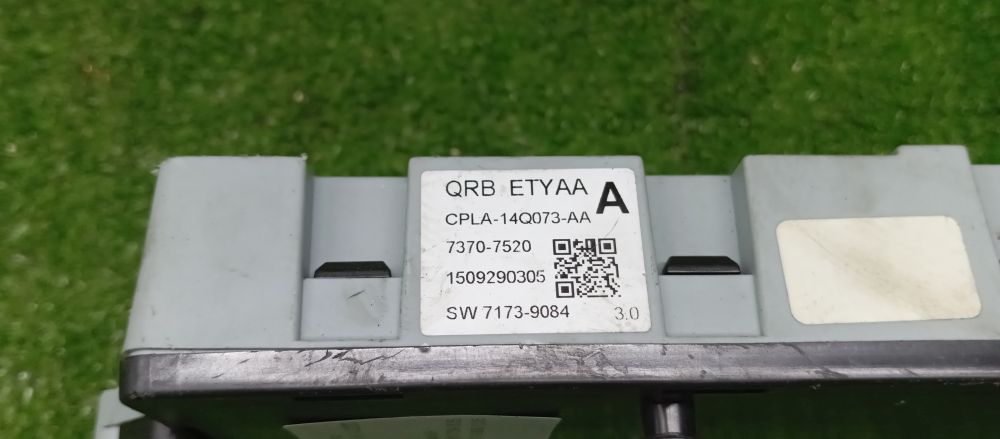 QRB ETYAA A
CPLA-14Q073-AA
7370-7520
1509290305
SW 7173-9084 3.0